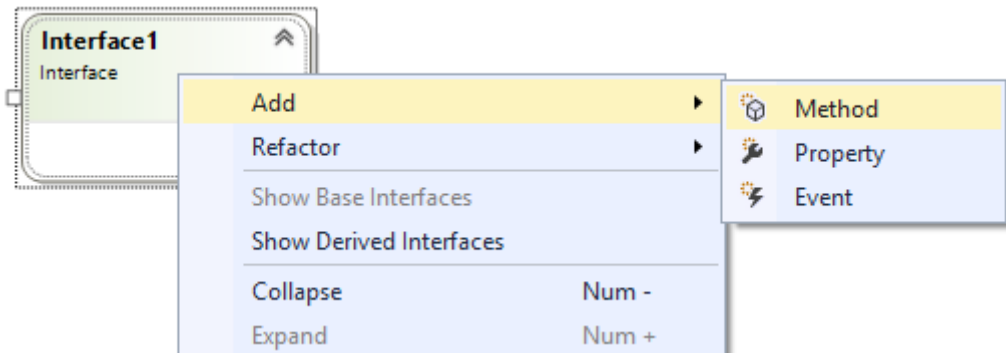 Interface1
Interface
Add
Method
Refactor
Property
Event
Show Base Interfaces
Show Derived Interfaces
Collapse Num -
Expand Num +